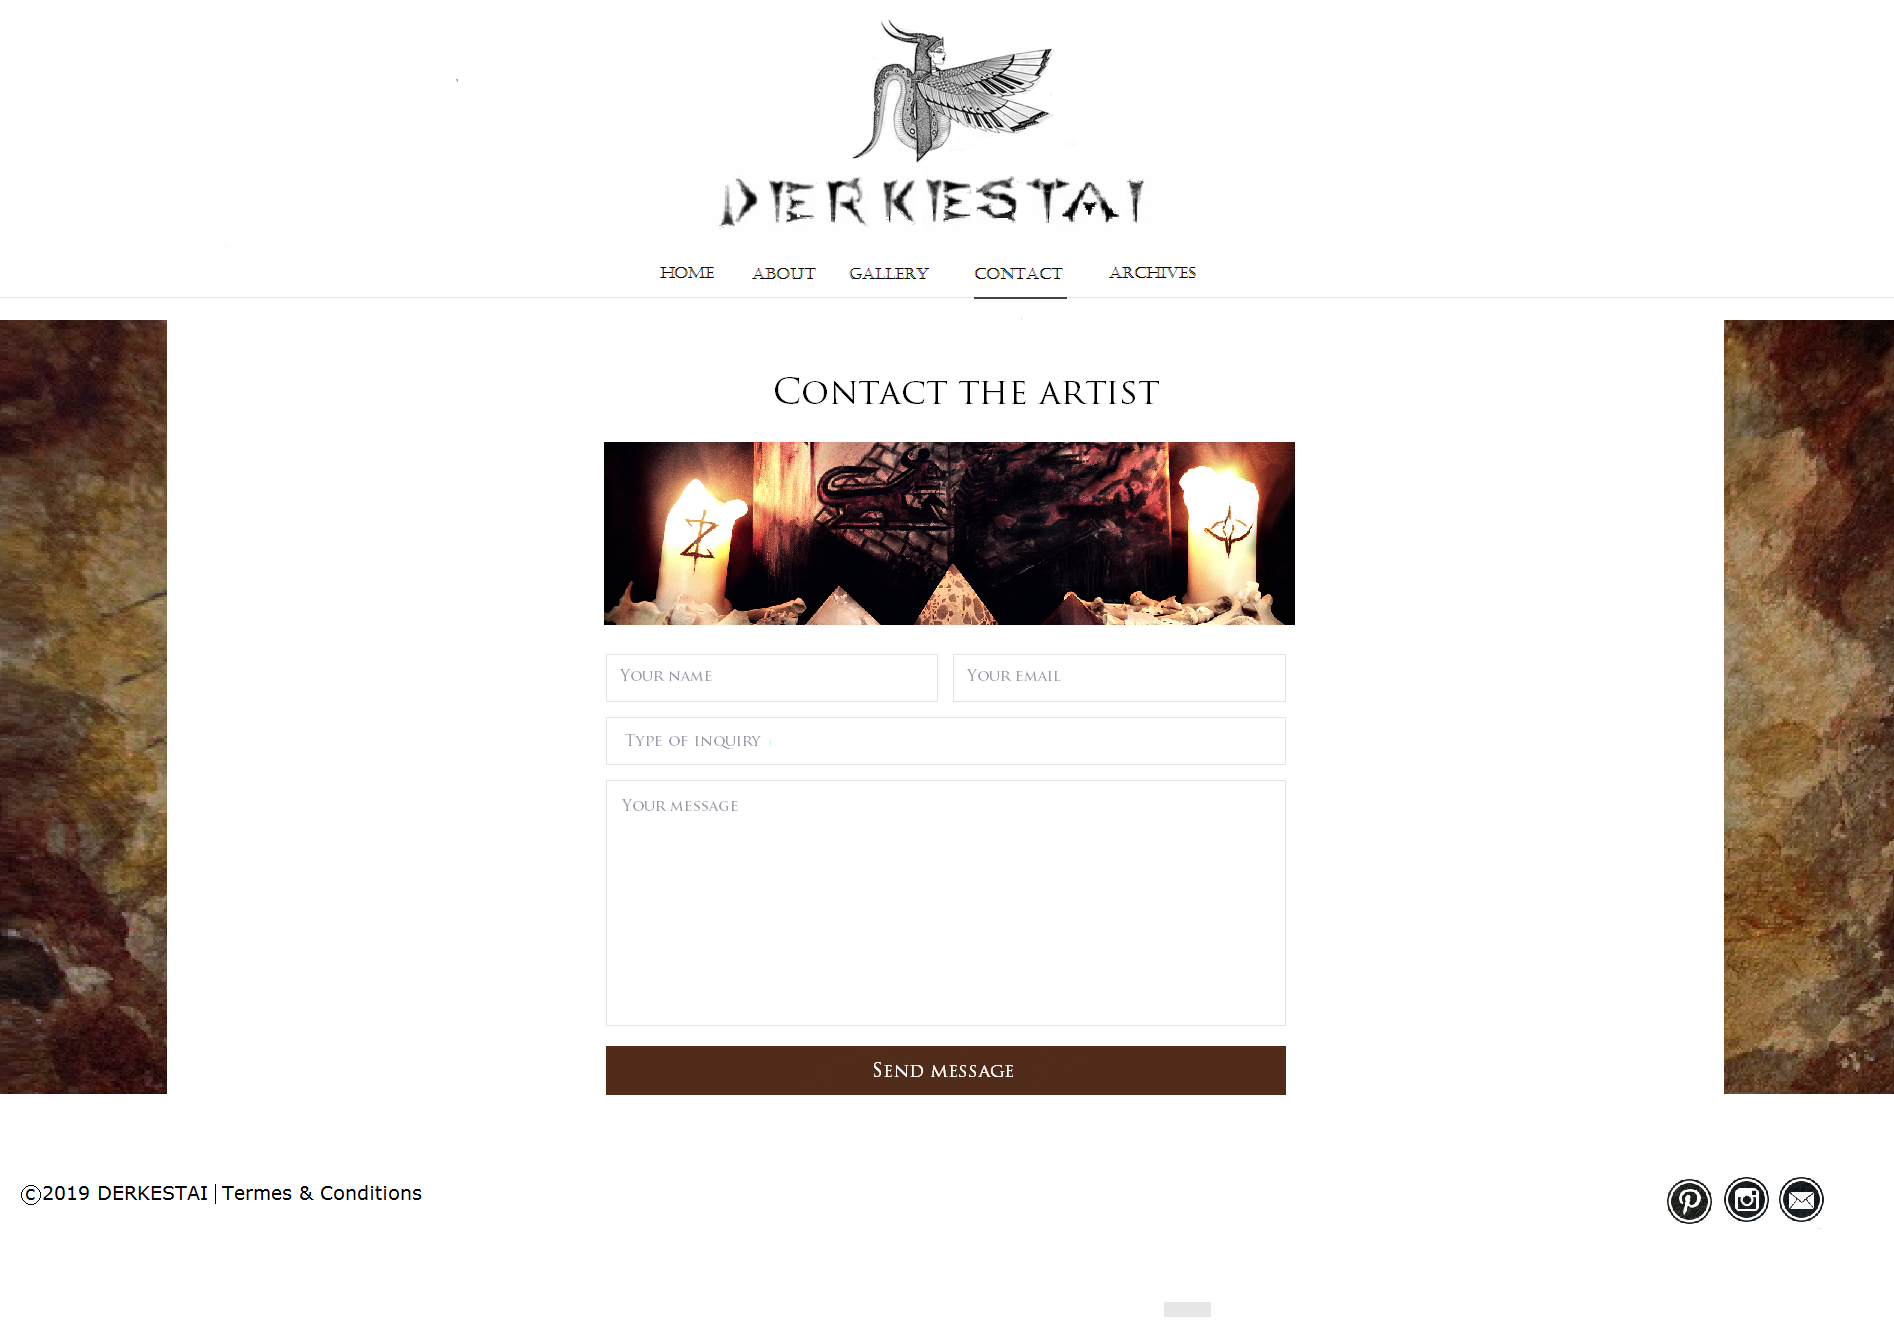 DERKESTAI
HOME ABOUT GALLERY CONTACT ARCHIVES
Contact the artist
Your name Your email
Type of inquiry
Your message
Send message
©2019 DERKESTAI | Termes & Conditions